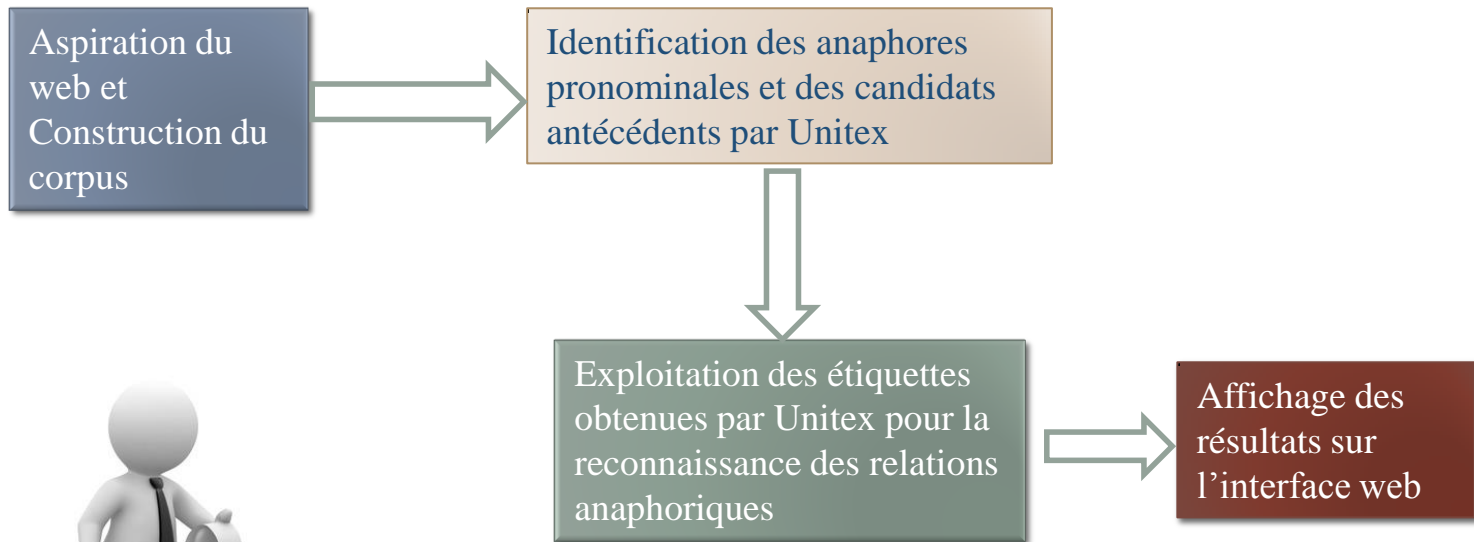 Aspiration du
web et
Construction du
corpus
Identification des anaphores
pronominales et des candidats
antécédents par Unitex
Exploitation des étiquettes
obtenues par Unitex pour la
reconnaissance des relations
anaphoriques
Affichage des
résultats sur
l’interface web